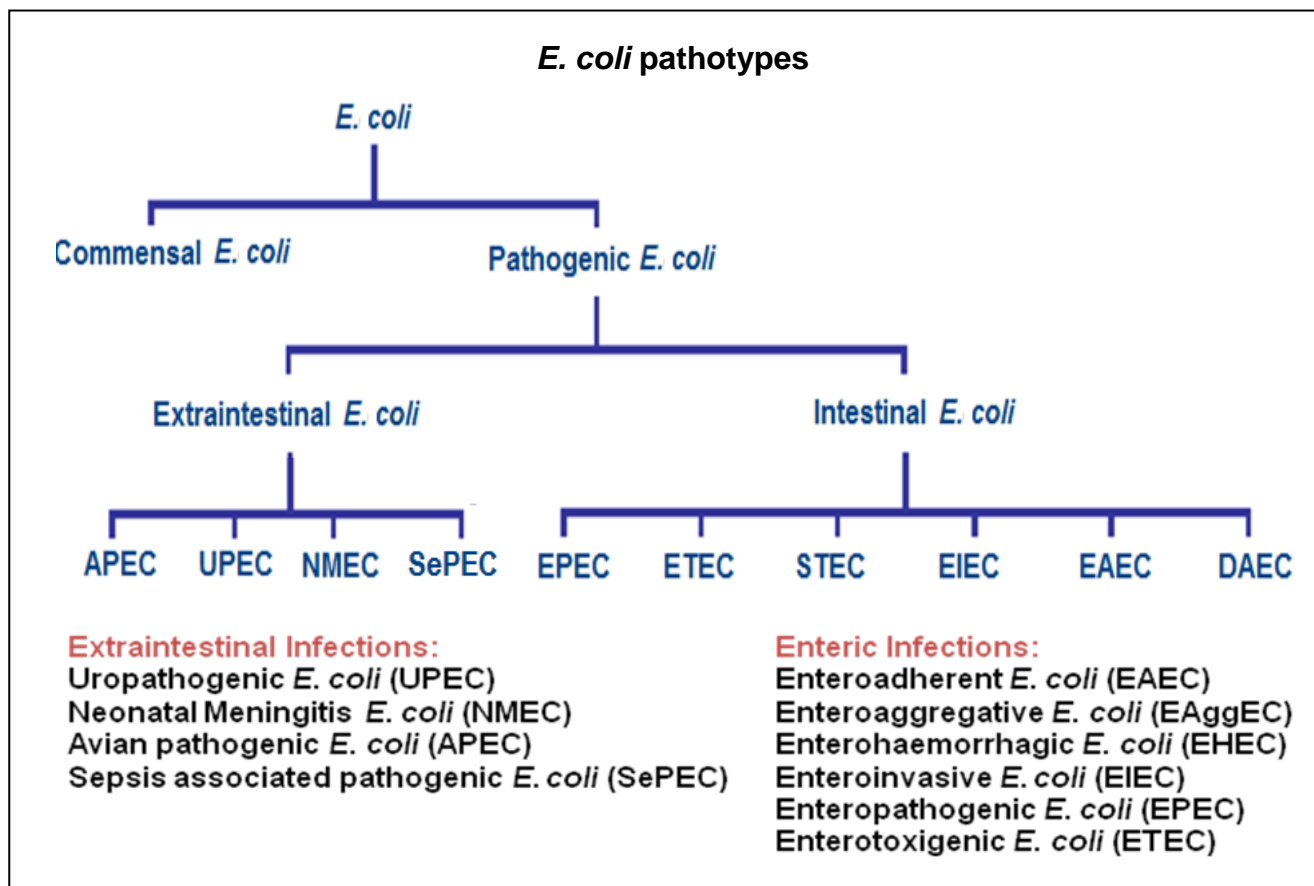 E. coli pathotypes
E. coli
Commensal E. coli
Pathogenic E. coli
Extraintestinal E. coli
Intestinal E. coli
APEC UPEC NMEC SePEC EPEC ETEC STEC EIEC EAEC DAEC
Extraintestinal Infections:
Uropathogenic E. coli (UPEC)
Neonatal Meningitis E. coli (NMEC)
Avian pathogenic E. coli (APEC)
Sepsis associated pathogenic E. coli (SePEC)
Enteric Infections:
Enteroadherent E. coli (EAEC)
Enteroaggregative E. coli (EAggEC)
Enterohaemorrhagic E. coli (EHEC)
Enteroinvasive E. coli (EIEC)
Enteropathogenic E. coli (EPEC)
Enterotoxigenic E. coli (ETEC)